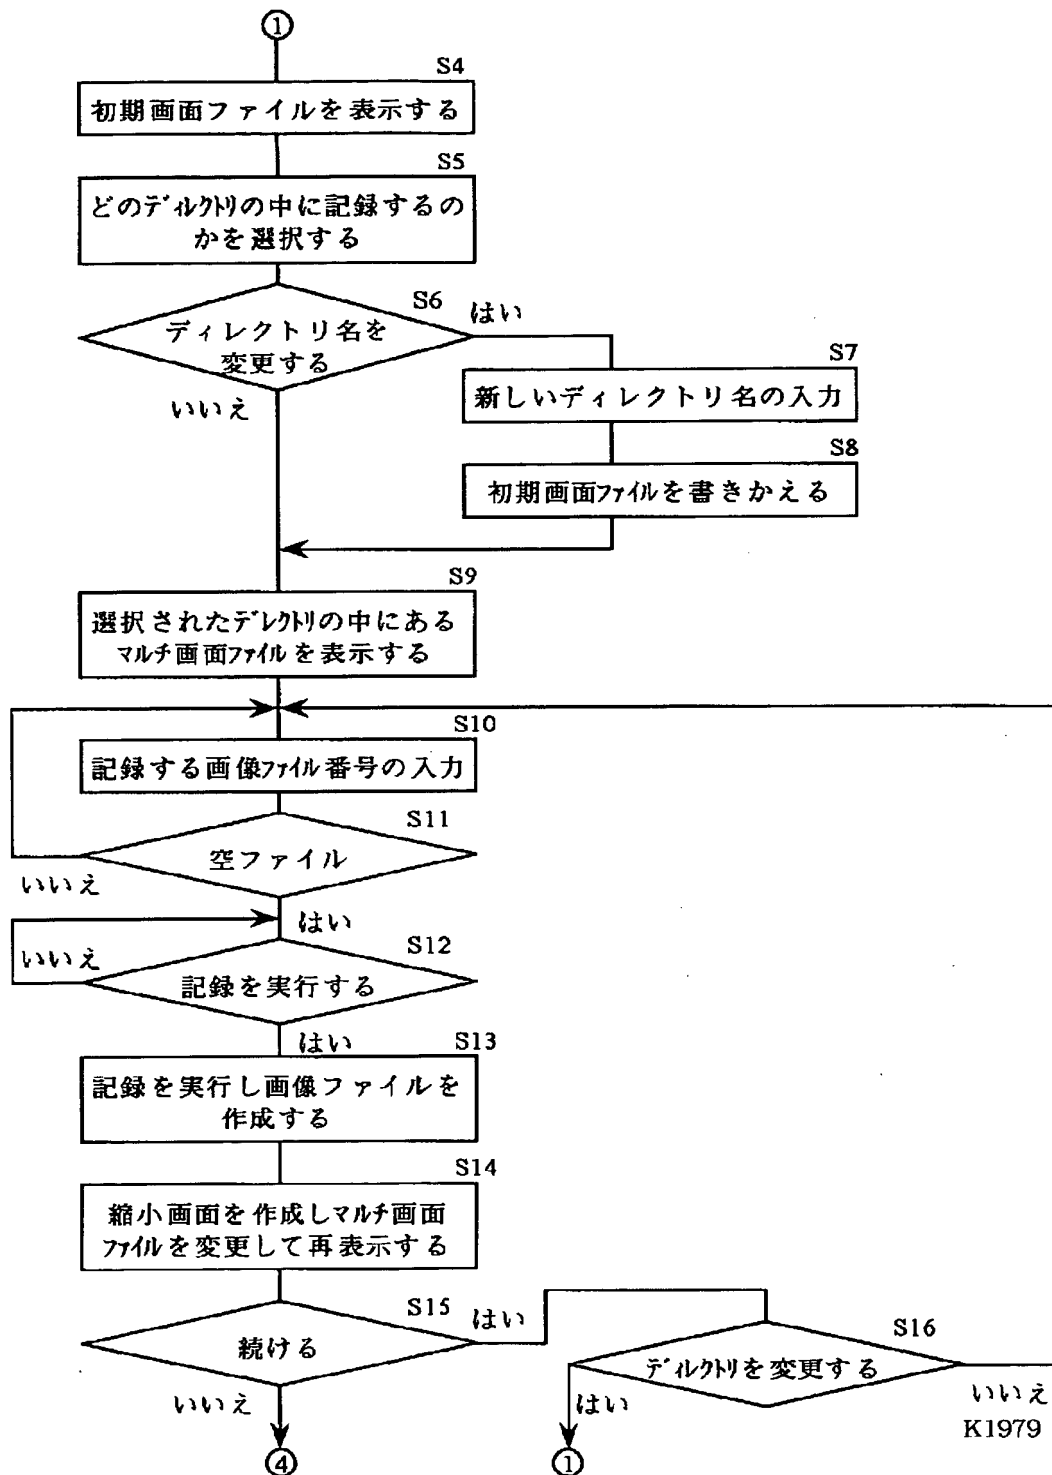 ①
S4
初期画面ファイルを表示する
S5
どのディレクトリの中に記録するの
かを選択する
S6
はい
ディレクトリ名を
変更する
いいえ
S7
新しいディレクトリ名の入力
S8
初期画面ファイルを書きかえる
S9
選択されたデレクトリの中にある
マルチ画面ファイルを表示する
S10
記録する画像ファイル番号の入力
S11
空ファイル
いいえ
はい
S12
いいえ
記録を実行する
はい
S13
記録を実行し画像ファイルを
作成する
S14
縮小画面を作成しマルチ画面
ファイルを変更して再表示する
S15
はい
続ける
いいえ
④
S16
ディレクトリを変更する
はい
いいえ
①
K1979